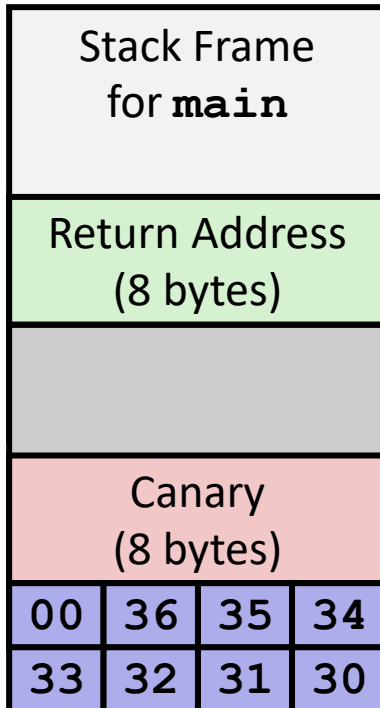 Stack Frame
for main
Return Address
(8 bytes)
Canary
(8 bytes)
00 36 35 34
33 32 31 30